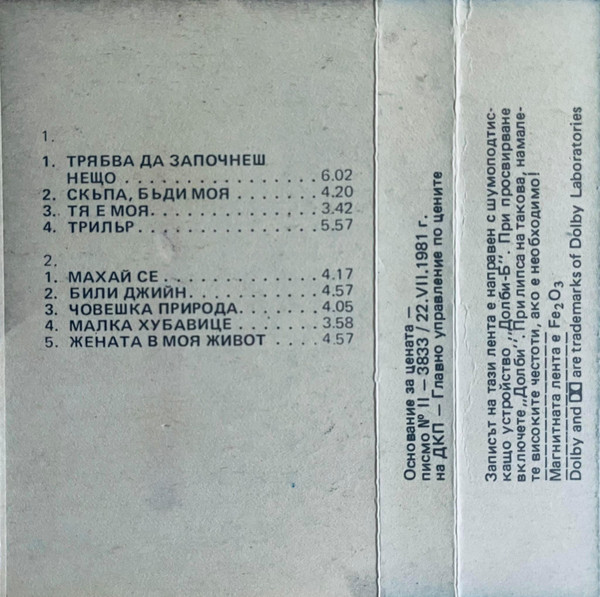 1.
1. ТРЯБВА ДА ЗАПОЧНЕШ
НЕЩО . . . . . . . . . . . . . . 6.02
2. СКЪПА, БЪДИ МОЯ . . . . . . . 4.20
3. ТЯ Е МОЯ. . . . . . . . . . . . . . 3.42
4. ТРИЛЪР. . . . . . . . . . . . . . . 5.57
2.
1. МАХАЙ СЕ . . . . . . . . . . . . . 4.17
2. БИЛИ ДЖИЙН. . . . . . . . . . . 4.57
3. ЧОВЕШКА ПРИРОДА. . . . . . . 4.05
4. МАЛКА ХУБАВИЦЕ . . . . . . . 3.58
5. ЖЕНАТА В МОЯ ЖИВОТ . . . . 4.57
Основание за цената —
писмо № II — 3833 / 22.VII.1981 г.
на ДКП — Главно управление по цените
Записът на тази лента е направен с шумоподтис-
кащо устройство „Долби-Б". При просвирване
включете „Долби". При липса на такова, намале-
те високите честоти, ако е необходимо!
Магнитната лента е Fe2O3
Dolby and are trademarks of Dolby Laboratories